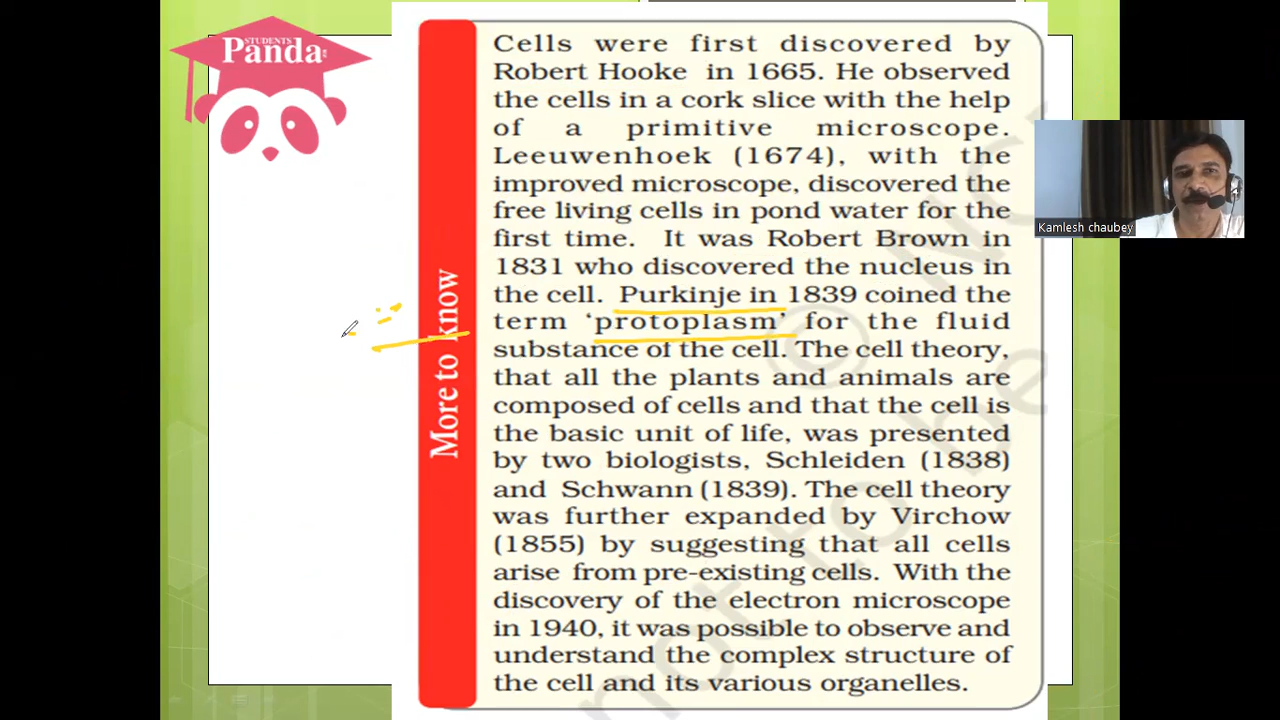 STUDENTS
Panda
Cells were first discovered by
Robert Hooke in 1665. He observed
the cells in a cork slice with the help
of a primitive microscope.
Leeuwenhoek (1674), with the
improved microscope, discovered the
free living cells in pond water for the
first time. It was Robert Brown in
1831 who discovered the nucleus in
the cell. Purkinje in 1839 coined the
term ‘protoplasm’ for the fluid
substance of the cell. The cell theory,
that all the plants and animals are
composed of cells and that the cell is
the basic unit of life, was presented
by two biologists, Schleiden (1838)
and Schwann (1839). The cell theory
was further expanded by Virchow
(1855) by suggesting that all cells
arise from pre-existing cells. With the
discovery of the electron microscope
in 1940, it was possible to observe and
understand the complex structure of
the cell and its various organelles.
More to know
Kamlesh chaubey
not to be